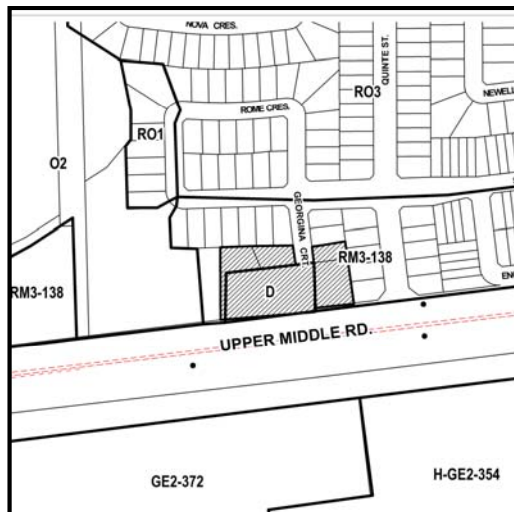 NOVA CRES.
QUINTE ST.
RO3
NEWELL
ROME CRES.
RO1
O2
GEORGINA CRT
RM3-138
RM3-138
D
UPPER MIDDLE RD.
GE2-372
H-GE2-354